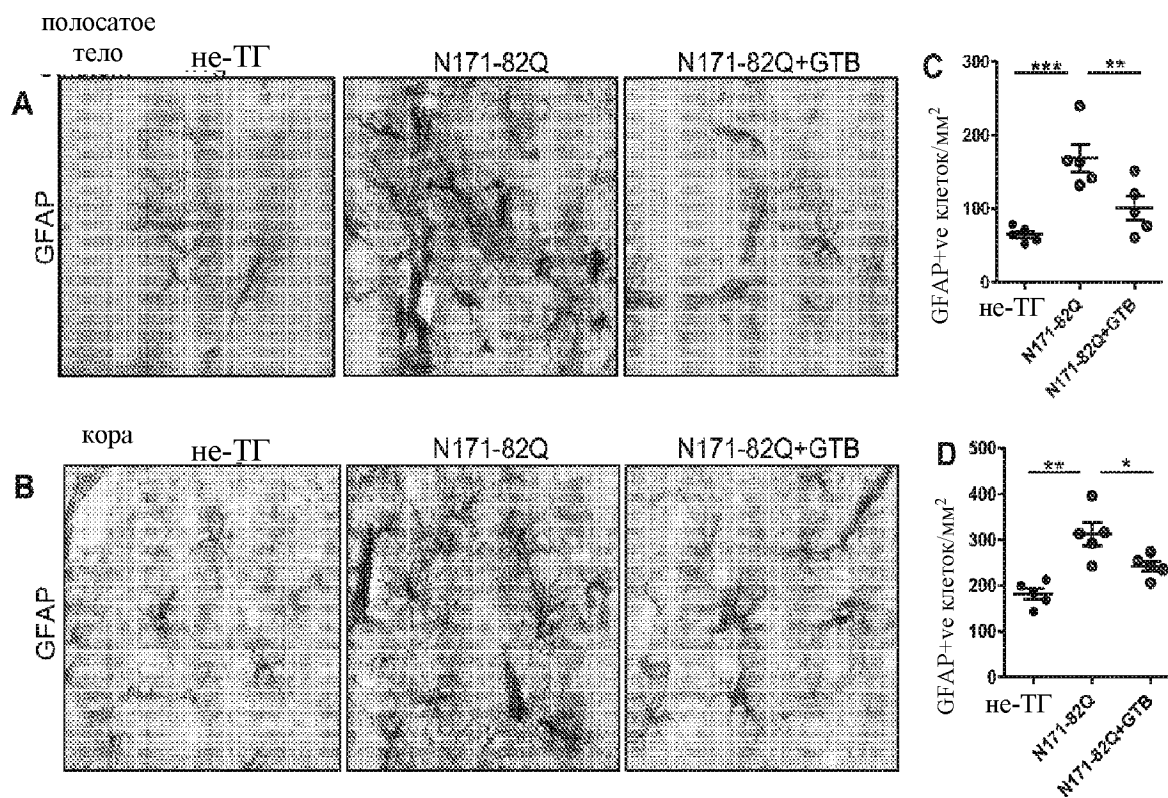 полосатое
тело
не-ТГ
N171-82Q
N171-82Q+GTB
A
GFAP
C
GFAP+ve клеток/мм²
300
200
100
0
*** **
не-ТГ
N171-82Q
N171-82Q+GTB
кора
не-ТГ
N171-82Q
N171-82Q+GTB
B
GFAP
D
GFAP+ve клеток/мм²
500
400
300
200
100
0
** *
не-ТГ
N171-82Q
N171-82Q+GTB